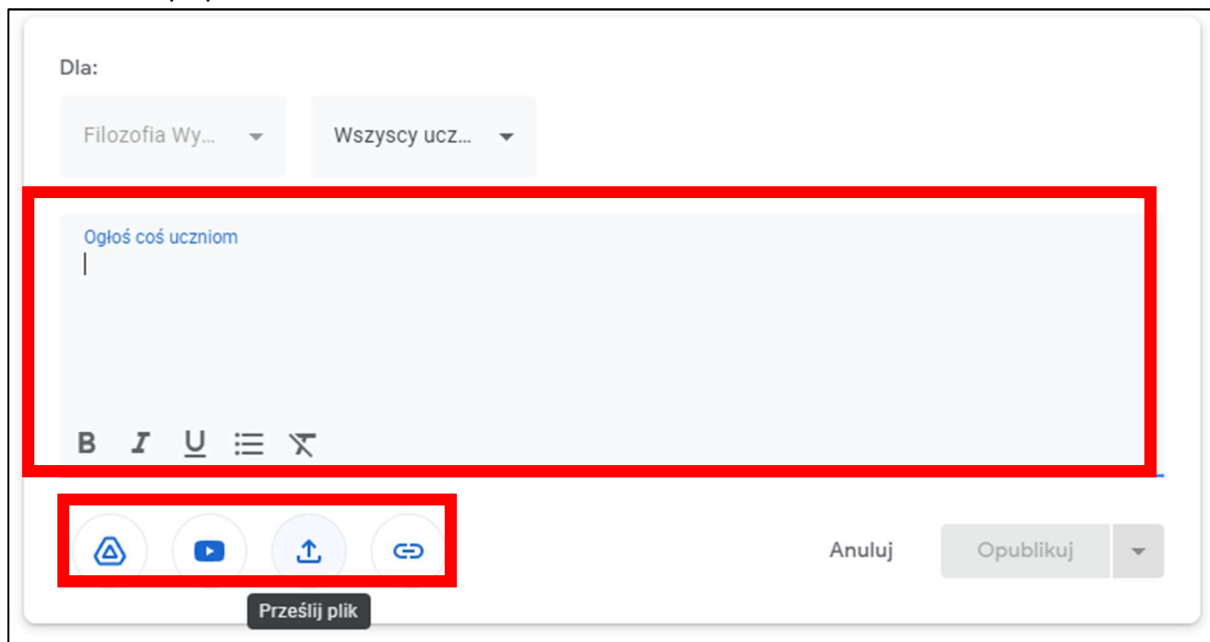 Dla:
Filozofia Wy... Wszyscy ucz...
Ogłoś coś uczniom
B I U
Anuluj Opublikuj
Prześlij plik